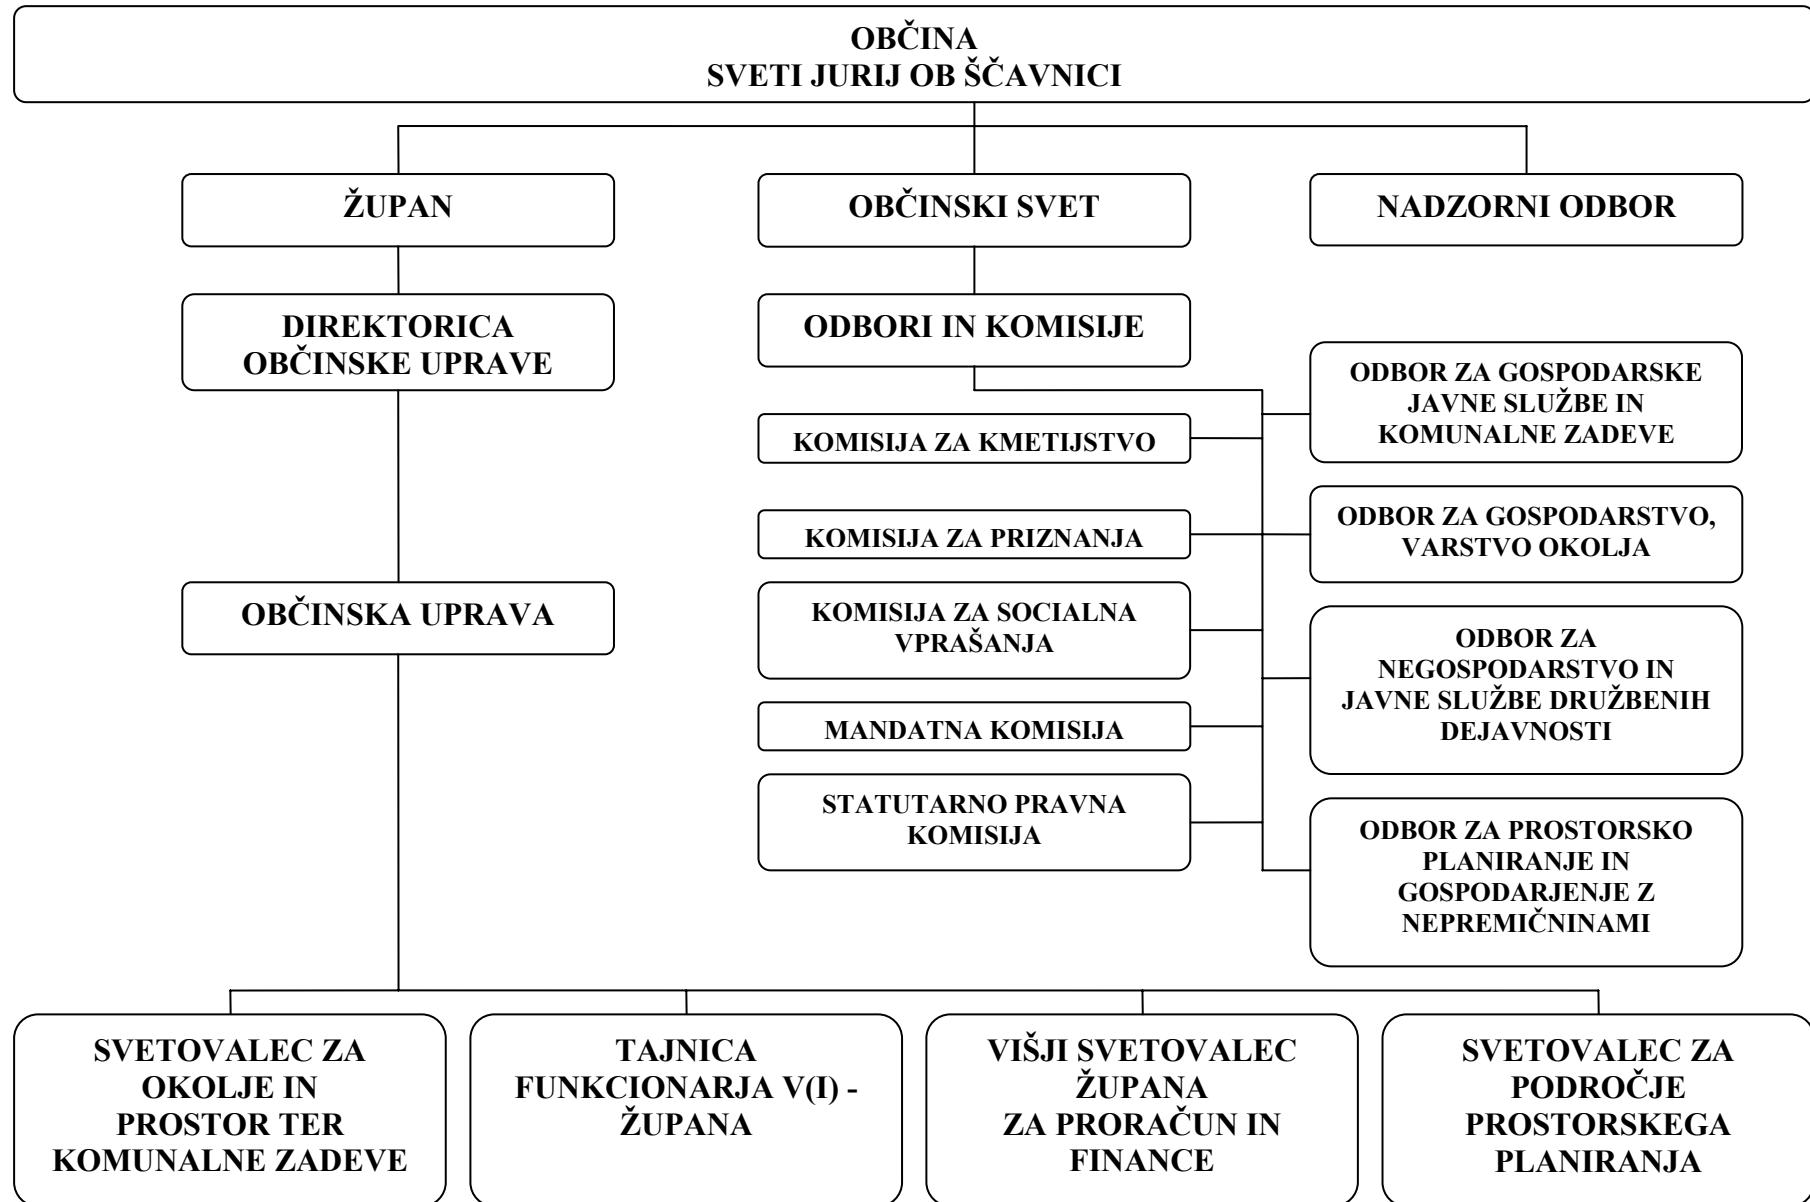 OBČINA
SVETI JURIJ OB ŠČAVNICI
ŽUPAN
OBČINSKI SVET
NADZORNI ODBOR
DIREKTORICA
OBČINSKE UPRAVE
ODBORI IN KOMISIJE
ODBOR ZA GOSPODARSKE
JAVNE SLUŽBE IN
KOMUNALNE ZADEVE
KOMISIJA ZA KMETIJSTVO
KOMISIJA ZA PRIZNANJA
ODBOR ZA GOSPODARSTVO,
VARSTVO OKOLJA
OBČINSKA UPRAVA
KOMISIJA ZA SOCIALNA
VPRAŠANJA
ODBOR ZA
NEGOSPODARSTVO IN
JAVNE SLUŽBE DRUŽBENIH
DEJAVNOSTI
MANDATNA KOMISIJA
STATUTARNO PRAVNA
KOMISIJA
ODBOR ZA PROSTORSKO
PLANIRANJE IN
GOSPODARJENJE Z
NEPREMIČNINAMI
SVETOVALEC ZA
OKOLJE IN
PROSTOR TER
KOMUNALNE ZADEVE
TAJNICA
FUNKCIONARJA V(I) -
ŽUPANA
VIŠJI SVETOVALEC
ŽUPANA
ZA PRORAČUN IN
FINANCE
SVETOVALEC ZA
PODROČJE
PROSTORSKEGA
PLANIRANJA